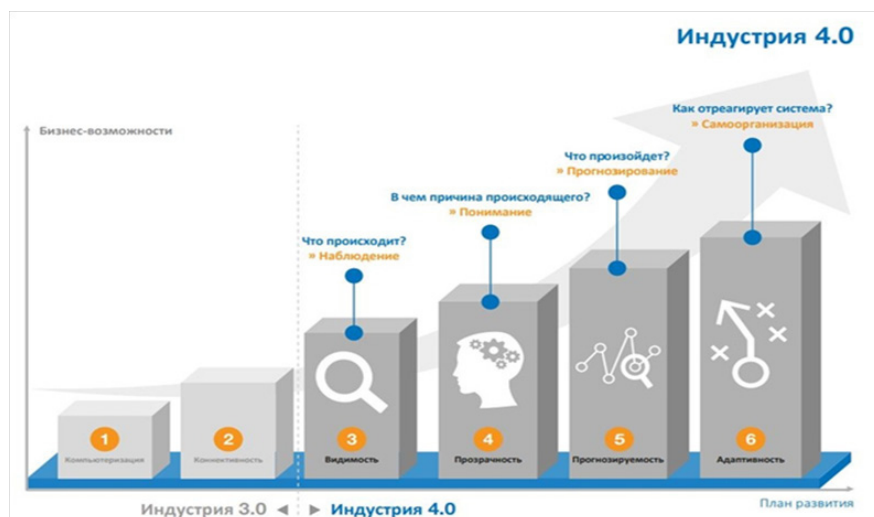 Индустрия 4.0
Бизнес-возможности
Как отреагирует система?
» Самоорганизация
Что произойдет?
» Прогнозирование
В чем причина происходящего?
» Понимание
Что происходит?
» Наблюдение
1
2
3
4
5
6
Компьютеризация
Коннективность
Видимость
Прозрачность
Прогнозируемость
Адаптивность
Индустрия 3.0 ◄ ► Индустрия 4.0
План развития